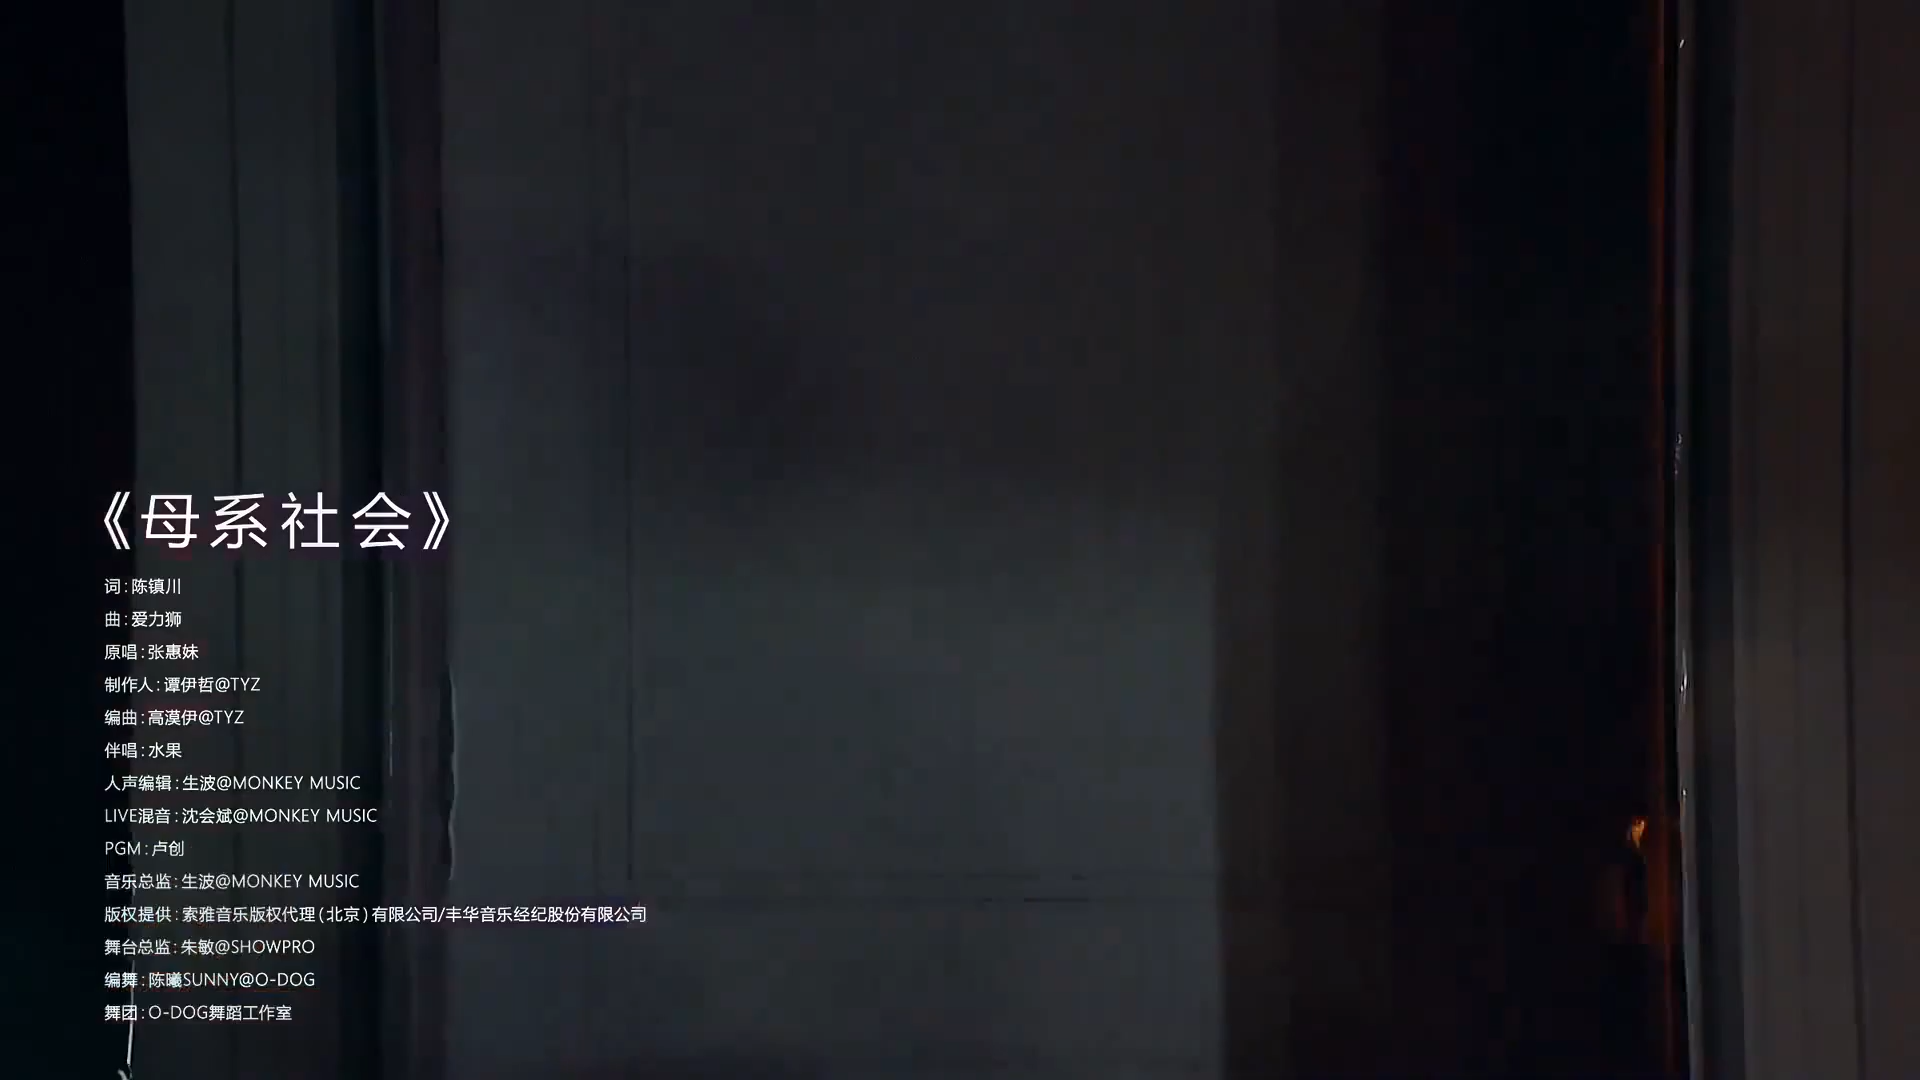 《母系社会》
词:陈镇川
曲:爱力狮
原唱:张惠妹
制作人:谭伊哲@TYZ
编曲:高漠伊@TYZ
伴唱:水果
人声编辑:生波@MONKEY MUSIC
LIVE混音:沈会斌@MONKEY MUSIC
PGM:卢创
音乐总监:生波@MONKEY MUSIC
版权提供:索雅音乐版权代理(北京)有限公司/丰华音乐经纪股份有限公司
舞台总监:朱敏@SHOWPRO
编舞:陈曦SUNNY@O-DOG
舞团:O-DOG舞蹈工作室